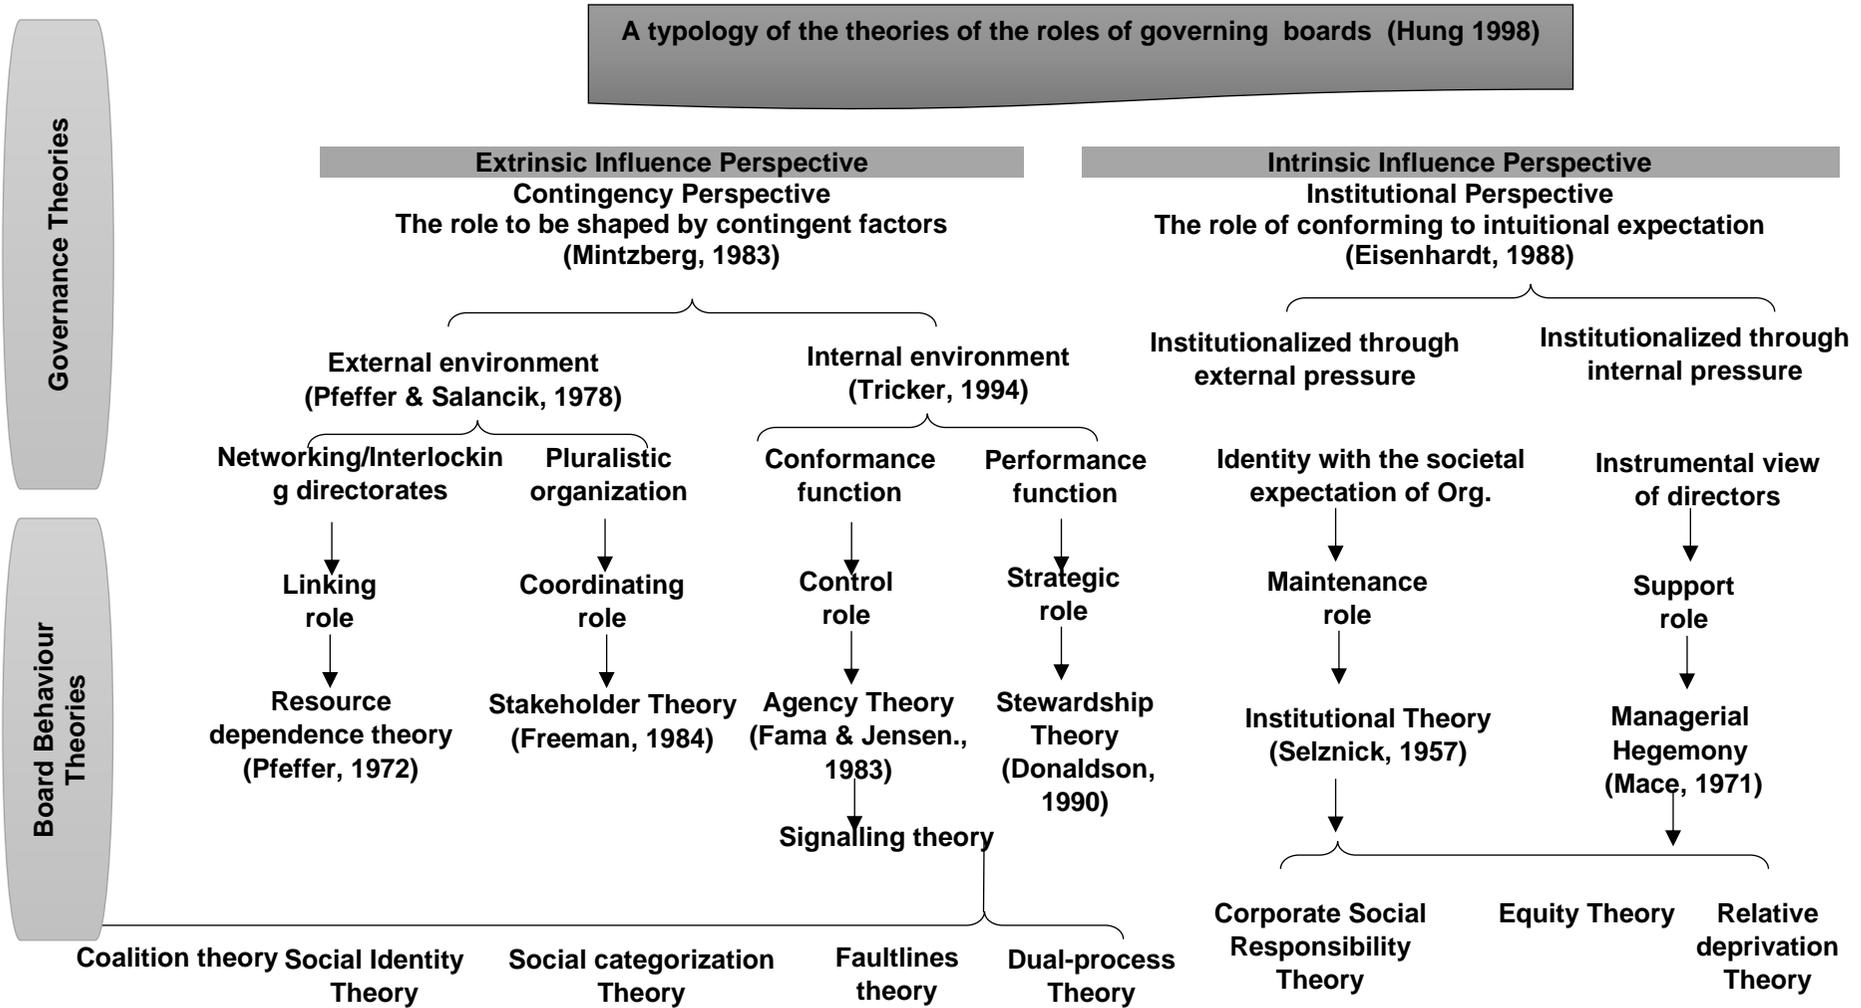 A typology of the theories of the roles of governing boards (Hung 1998)
Governance Theories
Extrinsic Influence Perspective
Contingency Perspective
The role to be shaped by contingent factors
(Mintzberg, 1983)
Intrinsic Influence Perspective
Institutional Perspective
The role of conforming to intuitional expectation
(Eisenhardt, 1988)
External environment
(Pfeffer & Salancik, 1978)
Internal environment
(Tricker, 1994)
Institutionalized through
external pressure
Institutionalized through
internal pressure
Networking/Interlockin
g directorates
Pluralistic
organization
Conformance
function
Performance
function
Identity with the societal
expectation of Org.
Instrumental view
of directors
Board Behaviour
Theories
Linking
role
Coordinating
role
Control
role
Strategic
role
Maintenance
role
Support
role
Resource
dependence theory
(Pfeffer, 1972)
Stakeholder Theory
(Freeman, 1984)
Agency Theory
(Fama & Jensen.,
1983)
Stewardship
Theory
(Donaldson,
1990)
Institutional Theory
(Selznick, 1957)
Managerial
Hegemony
(Mace, 1971)
Signalling theory
Coalition theory
Social Identity
Theory
Social categorization
Theory
Faultlines
theory
Dual-process
Theory
Corporate Social
Responsibility
Theory
Equity Theory
Relative
deprivation
Theory